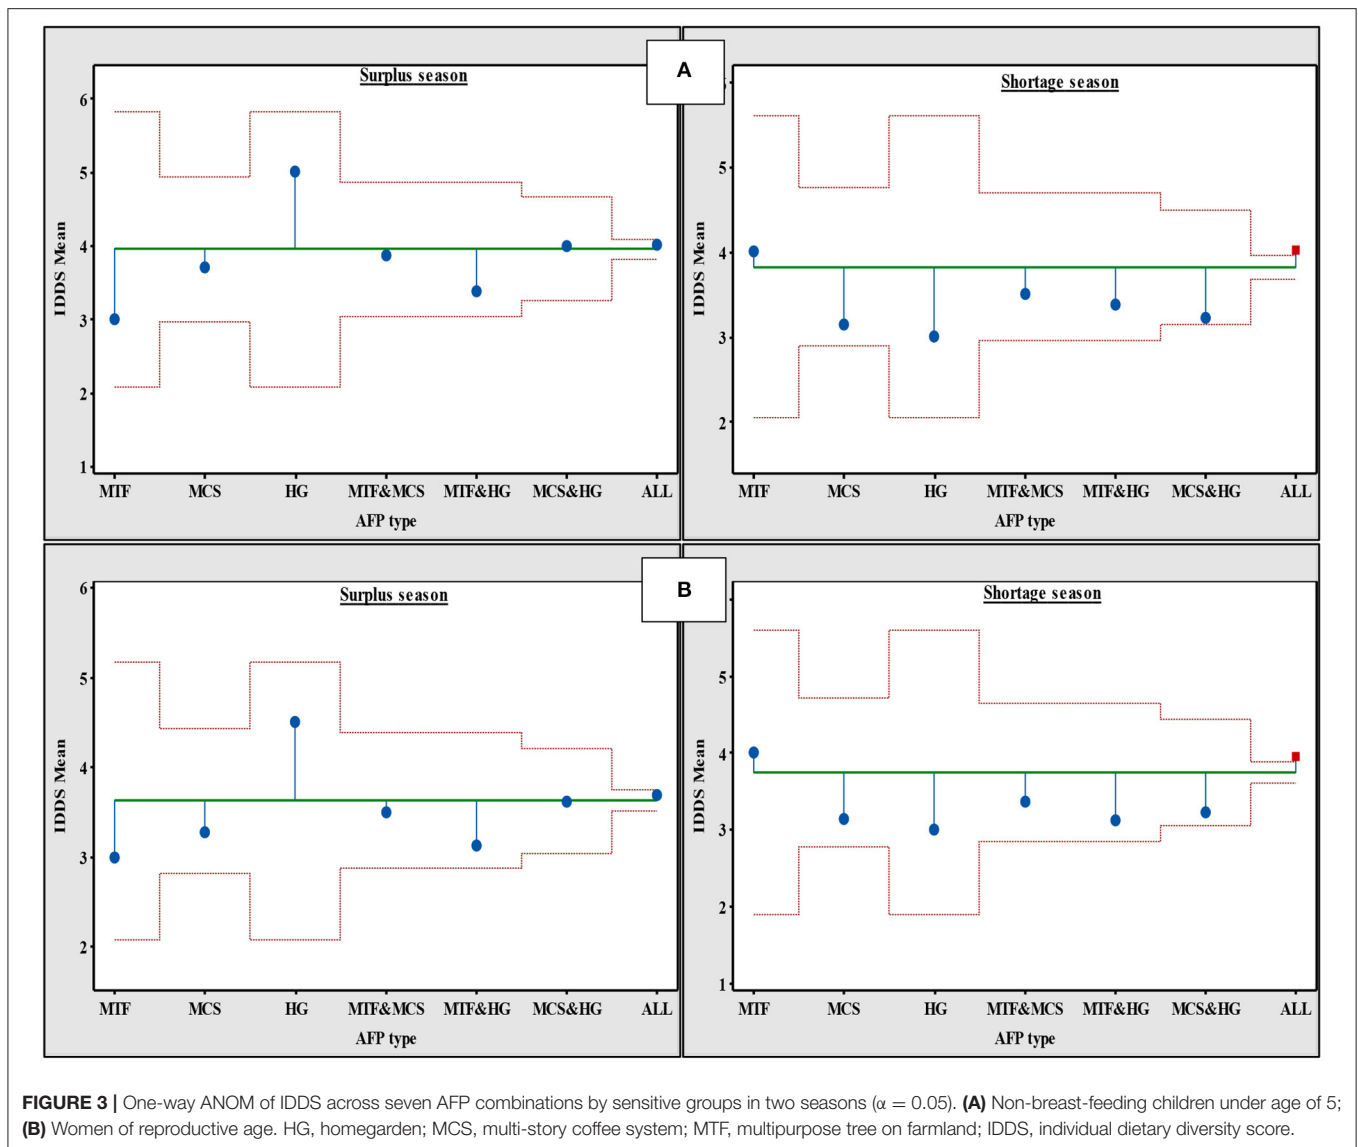 A
Surplus season
IDDS Mean
6
5
4
3
2
1
MTF MCS HG MTF&MCS MTF&HG MCS&HG ALL
AFP type
Shortage season
5
4
3
2
MTF MCS HG MTF&MCS MTF&HG MCS&HG ALL
AFP type
B
Surplus season
IDDS Mean
6
5
4
3
2
MTF MCS HG MTF&MCS MTF&HG MCS&HG ALL
AFP type
Shortage season
5
4
3
2
1
MTF MCS HG MTF&MCS MTF&HG MCS&HG ALL
AFP type
FIGURE 3 | One-way ANOM of IDDS across seven AFP combinations by sensitive groups in two seasons (α = 0.05). (A) Non-breast-feeding children under age of 5;
(B) Women of reproductive age. HG, homegarden; MCS, multi-story coffee system; MTF, multipurpose tree on farmland; IDDS, individual dietary diversity score.